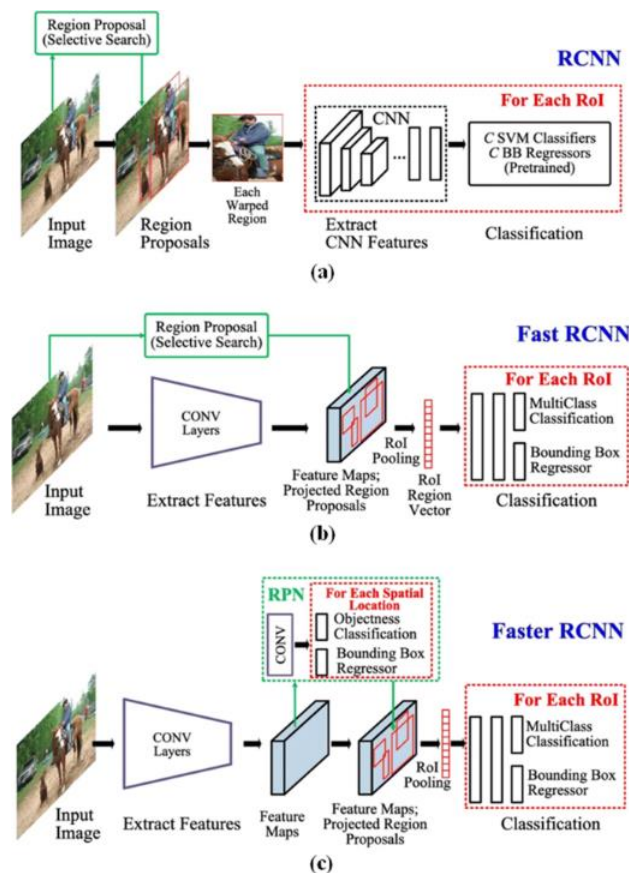 Region Proposal
(Selective Search)
RCNN
For Each RoI
CNN
C SVM Classifiers
C BB Regressors
(Pretrained)
Input
Image
Region
Proposals
Each
Warped
Region
Extract
CNN Features
Classification
(a)
Region Proposal
(Selective Search)
Fast RCNN
For Each RoI
CONV
Layers
MultiClass
Classification
Bounding Box
Regressor
RoI
Pooling
Input
Image
Extract Features
Feature Maps;
Projected Region
Proposals
RoI
Region
Vector
Classification
(b)
RPN
For Each Spatial
Location
CONV
Objectness
Classification
Bounding Box
Regressor
Faster RCNN
For Each RoI
CONV
Layers
MultiClass
Classification
Bounding Box
Regressor
RoI
Pooling
Input
Image
Extract Features
Feature
Maps
Feature Maps;
Projected Region
Proposals
Classification
(c)